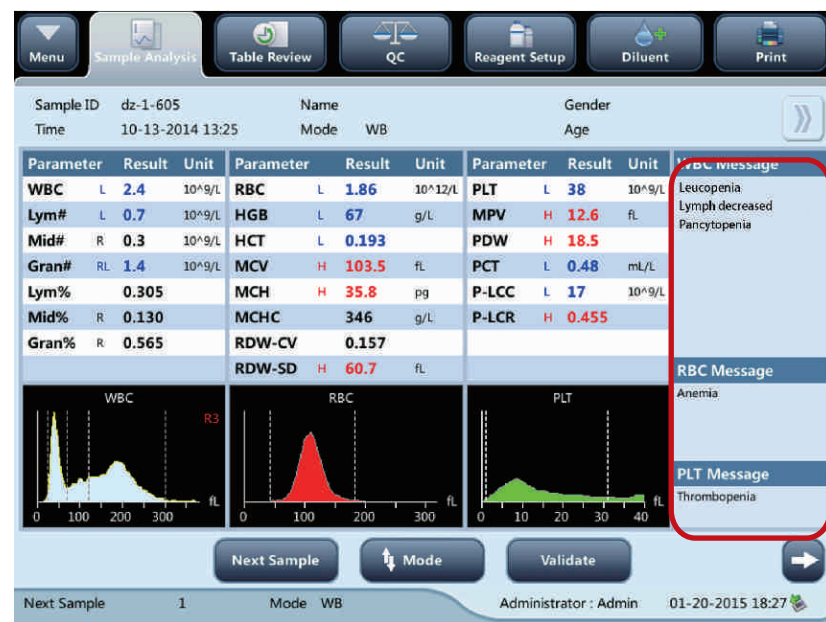 Menu Sample Analysis Table Review QC Reagent Setup Diluent Print
Sample ID dz-1-605 Name Gender
Time 10-13-2014 13:25 Mode WB Age
Parameter Result Unit Parameter Result Unit Parameter Result Unit WBC Message
WBC L 2.4 10^9/L RBC L 1.86 10^12/L PLT L 38 10^9/L Leucopenia
Lym# L 0.7 10^9/L HGB L 67 g/L MPV H 12.6 fL Lymph decreased
Mid# R 0.3 10^9/L HCT L 0.193 PDW H 18.5 Pancytopenia
Gran# RL 1.4 10^9/L MCV H 103.5 fL PCT L 0.48 mL/L
Lym% 0.305 MCH H 35.8 pg P-LCC L 17 10^9/L
Mid% R 0.130 MCHC 346 g/L P-LCR H 0.455
Gran% R 0.565 RDW-CV 0.157
RDW-SD H 60.7 fL RBC Message
WBC RBC PLT Anemia
R3
PLT Message
Thrombopenia
fL fL fL
0 100 200 300 0 100 200 300 0 10 20 30 40
Next Sample Mode Validate
Next Sample 1 Mode WB Administrator : Admin 01-20-2015 18:27